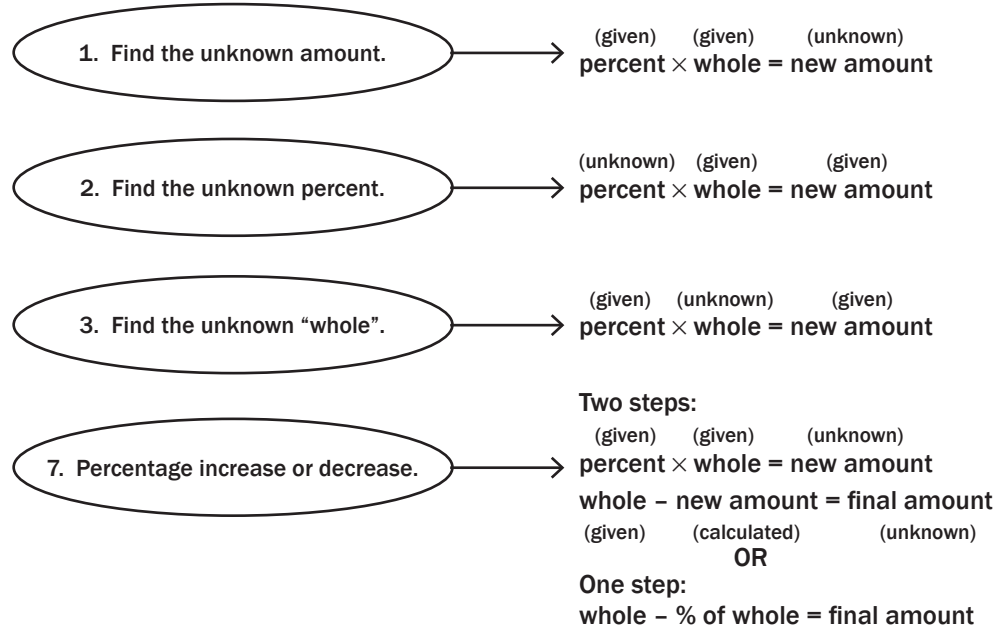 1. Find the unknown amount.
(given) (given) (unknown)
percent × whole = new amount
2. Find the unknown percent.
(unknown) (given) (given)
percent × whole = new amount
3. Find the unknown “whole”.
(given) (unknown) (given)
percent × whole = new amount
7. Percentage increase or decrease.
Two steps:
(given) (given) (unknown)
percent × whole = new amount
whole – new amount = final amount
(given) (calculated) (unknown)
OR
One step:
whole – % of whole = final amount